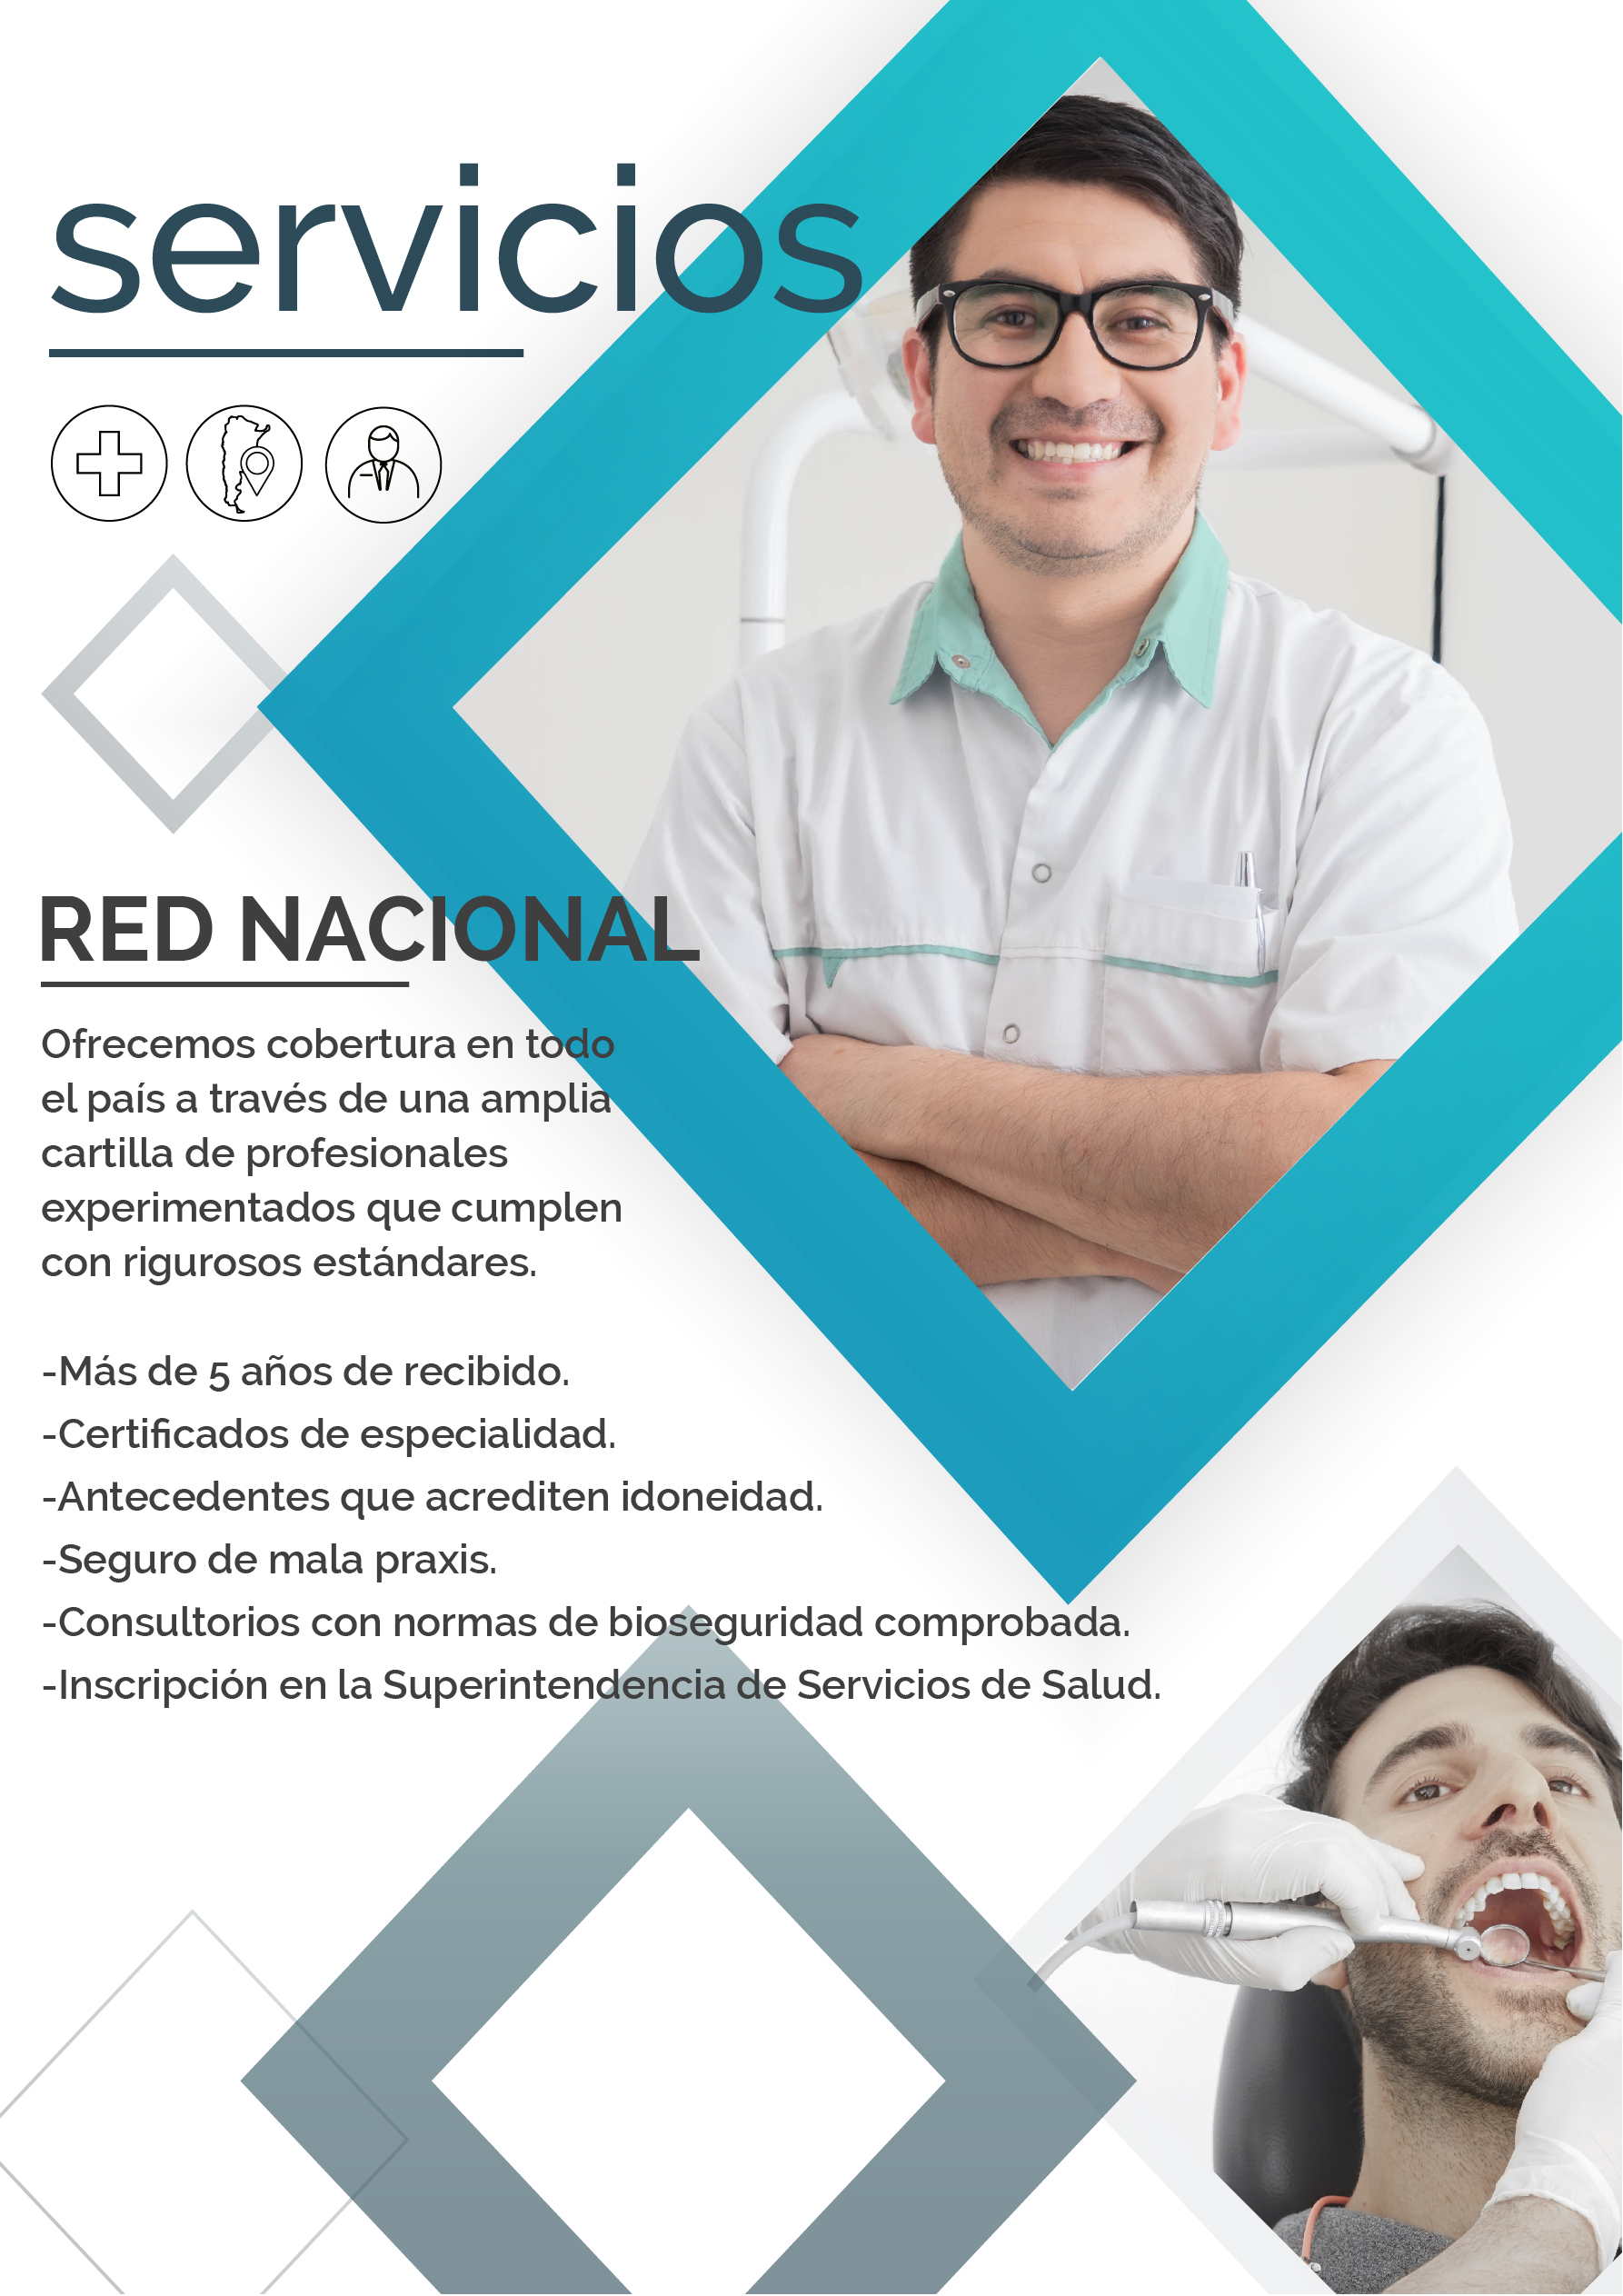 servicios
RED NACIONAL
Ofrecemos cobertura en todo
el país a través de una amplia
cartilla de profesionales
experimentados que cumplen
con rigurosos estándares.
-Más de 5 años de recibido.
-Certificados de especialidad.
-Antecedentes que acrediten idoneidad.
-Seguro de mala praxis.
-Consultorios con normas de bioseguridad comprobada.
-Inscripción en la Superintendencia de Servicios de Salud.